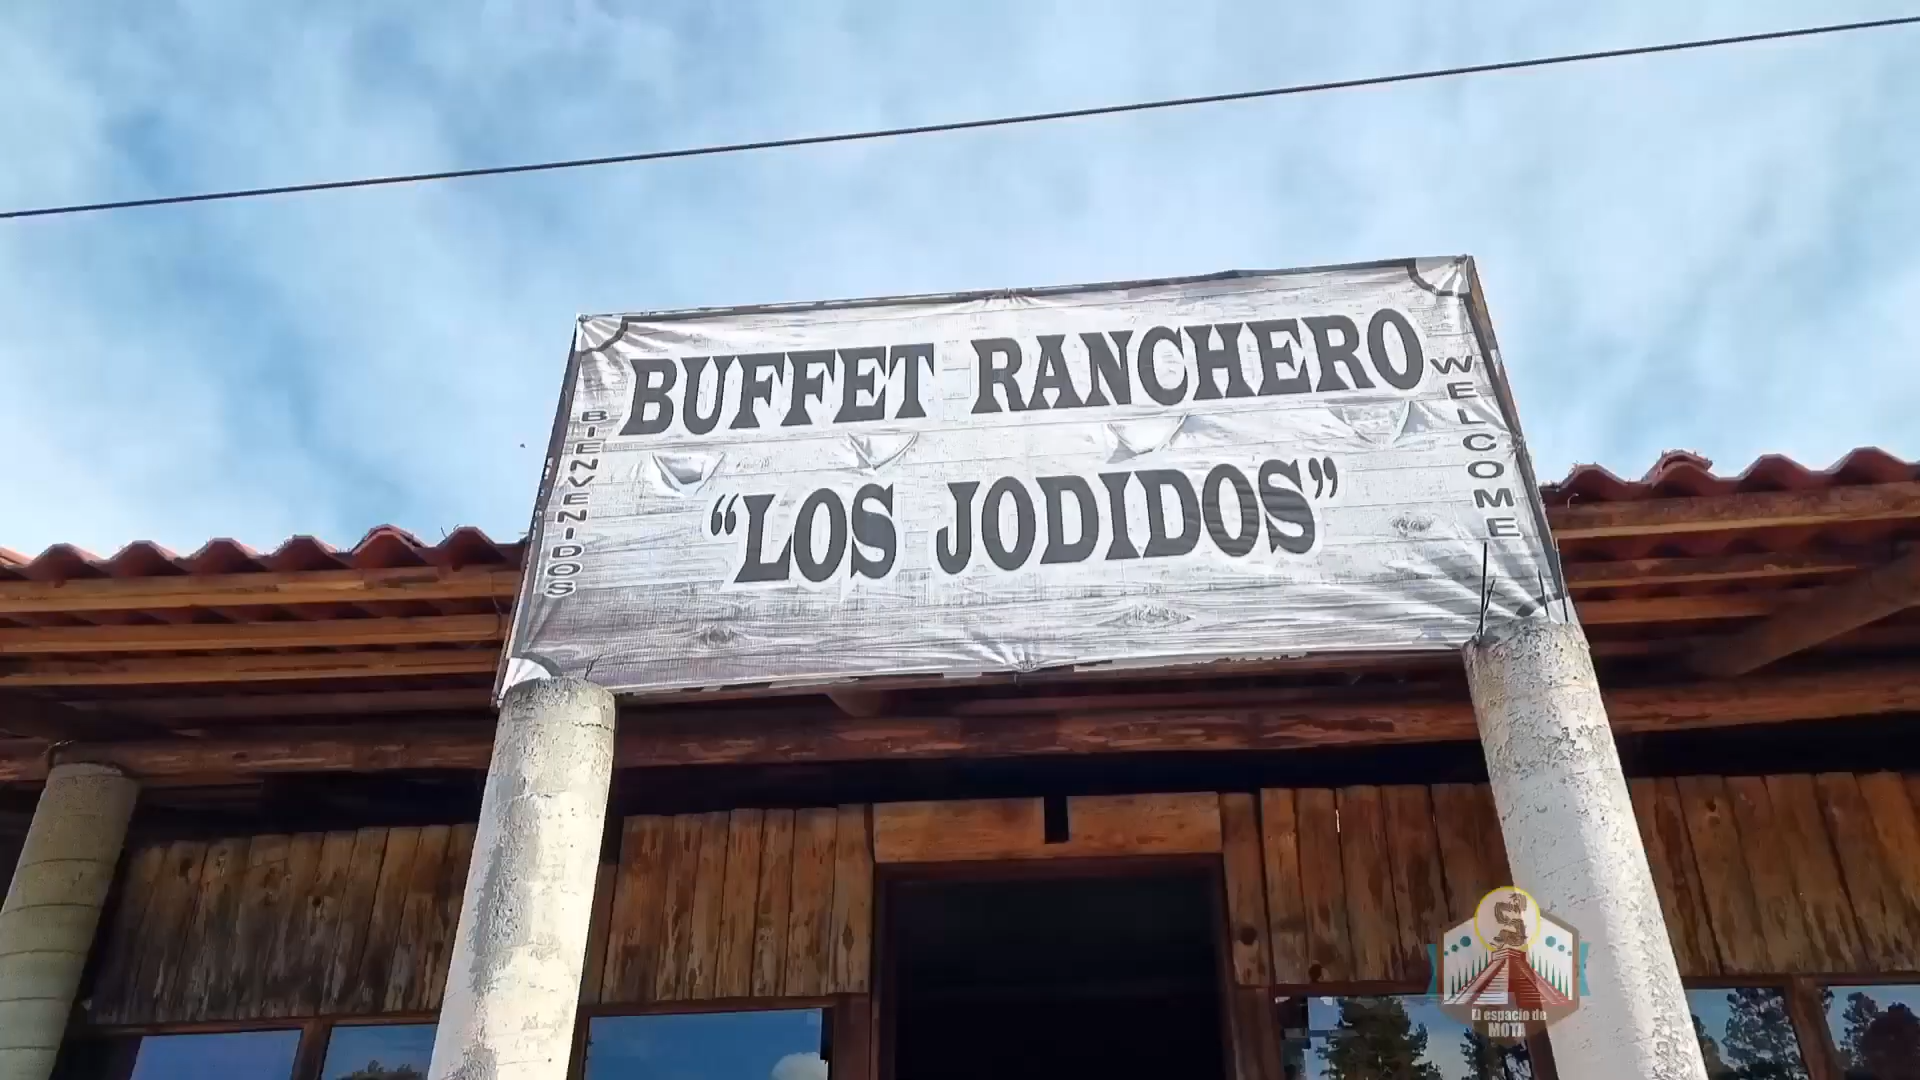 BUFFET RANCHERO
"LOS JODIDOS"
BIENVENIDOS
WELCOME
El espacio de
MOTA